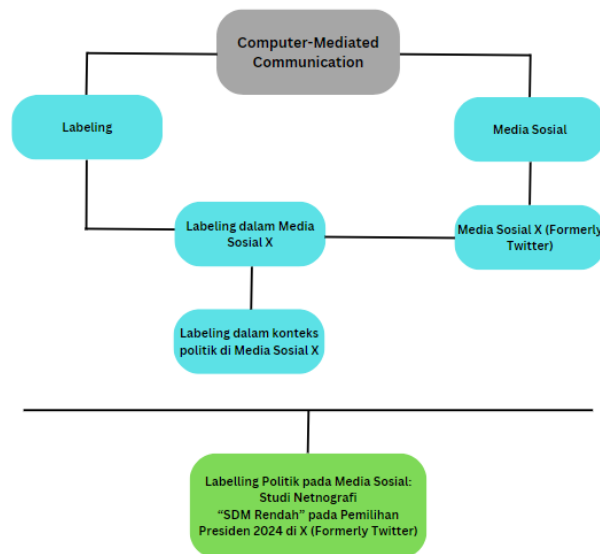 Computer-Mediated
Communication
Labeling
Media Sosial
Labeling dalam Media
Sosial X
Media Sosial X (Formerly
Twitter)
Labeling dalam konteks
politik di Media Sosial X
Labelling Politik pada Media Sosial:
Studi Netnografi
“SDM Rendah” pada Pemilihan
Presiden 2024 di X (Formerly Twitter)